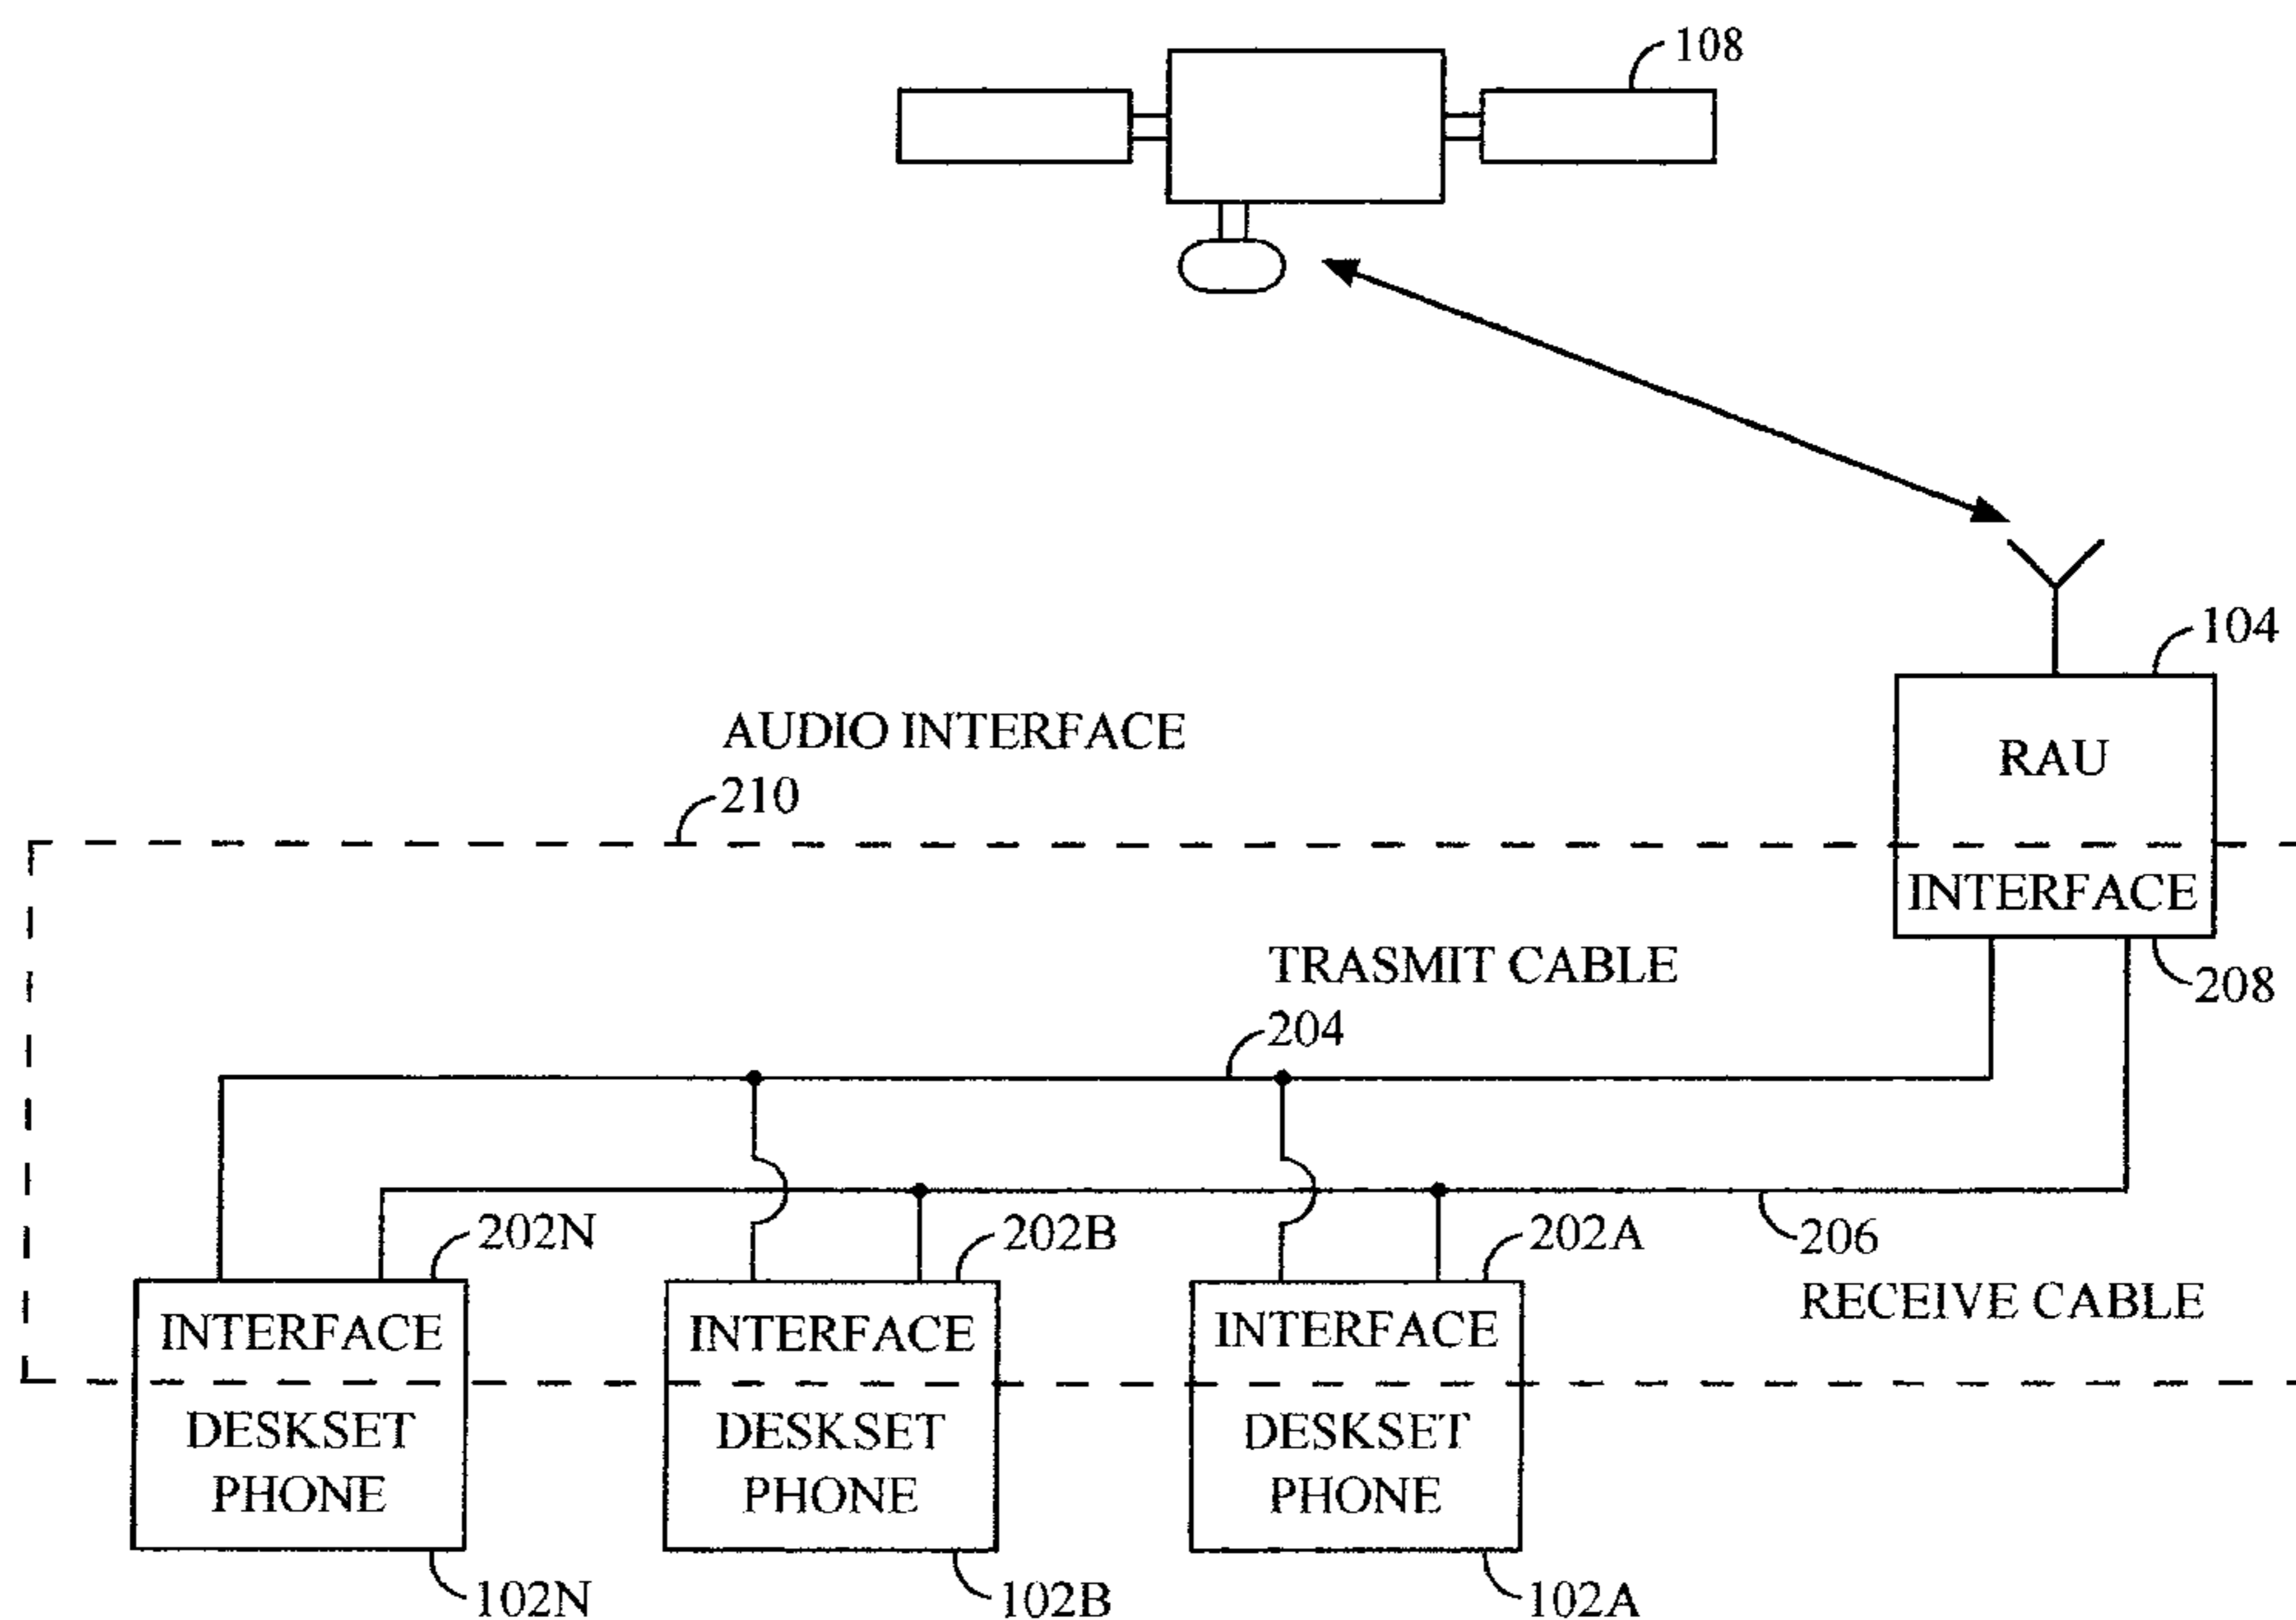 108
104
RAU
AUDIO INTERFACE
210
INTERFACE
208
TRASMIT CABLE
204
202N
202B
202A
206
RECEIVE CABLE
INTERFACE
DESKSET
PHONE
102N
INTERFACE
DESKSET
PHONE
102B
INTERFACE
DESKSET
PHONE
102A